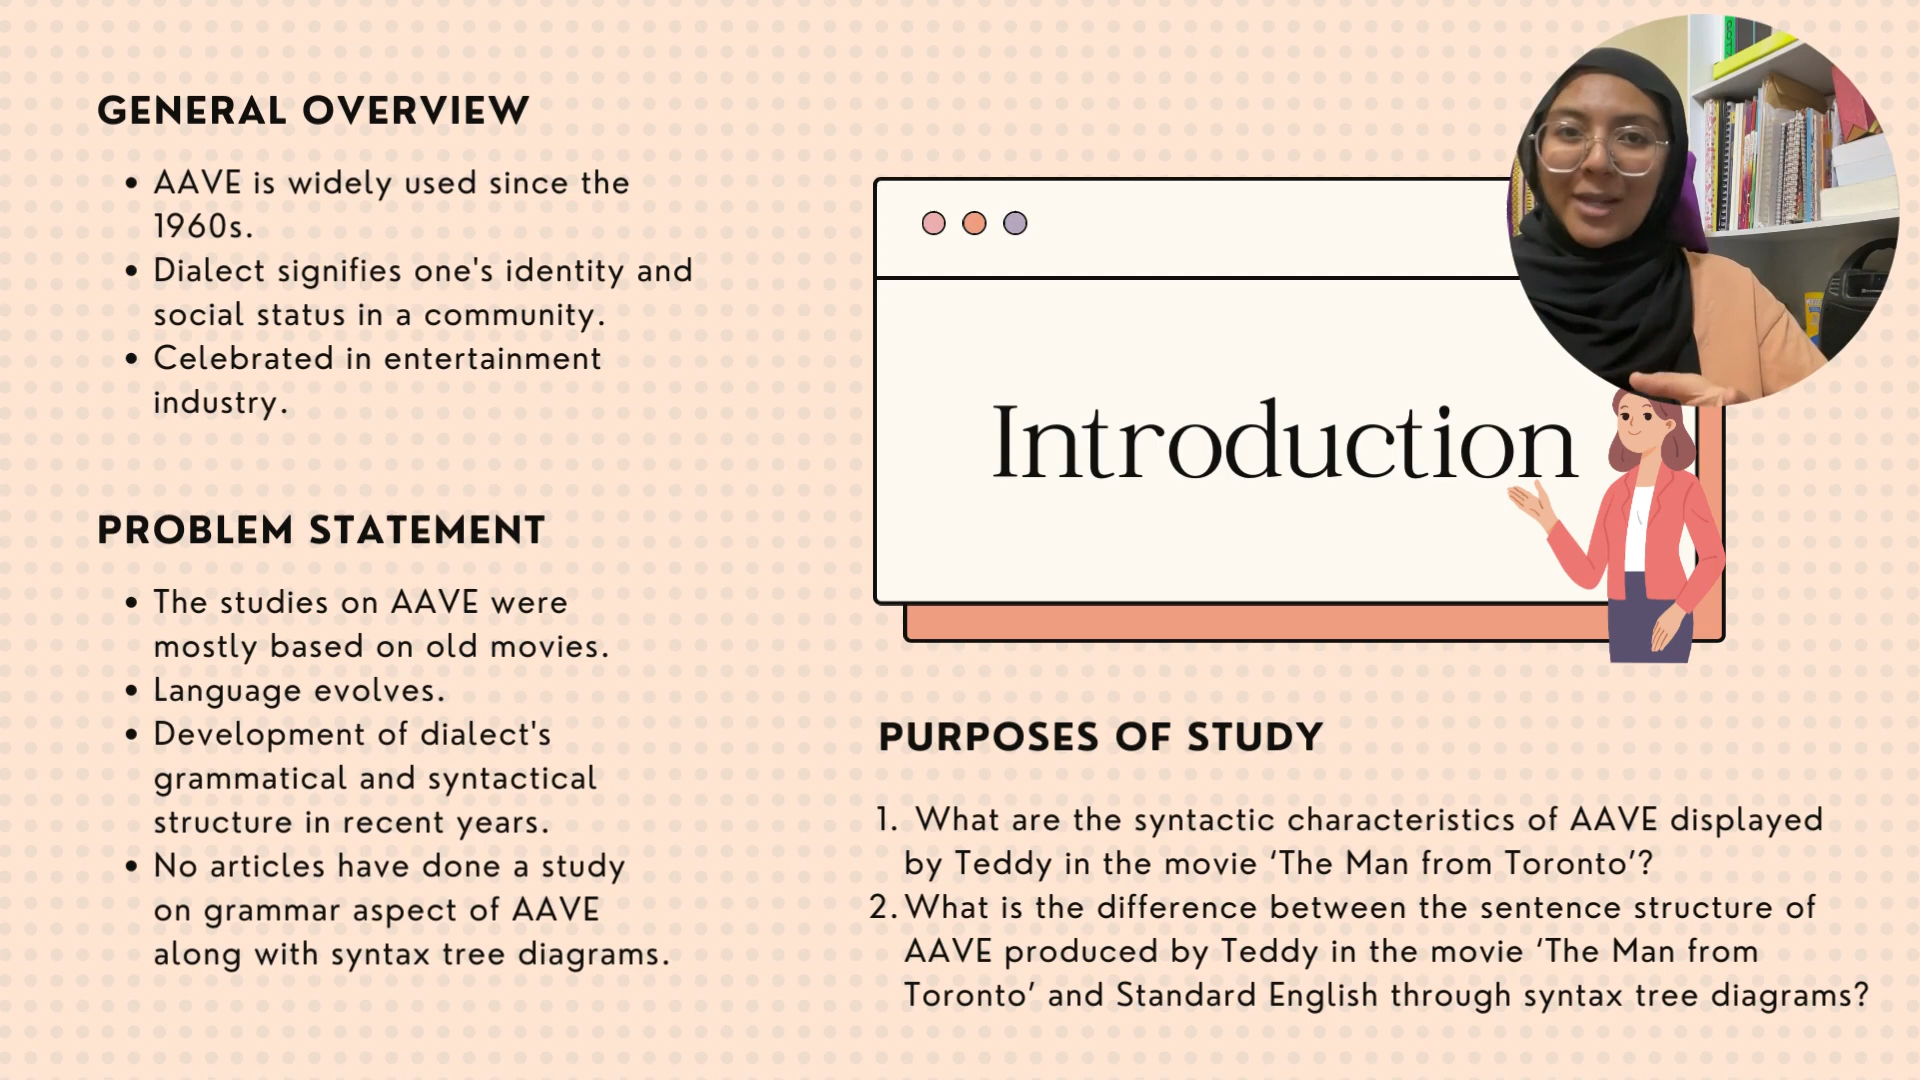 GENERAL OVERVIEW
• AAVE is widely used since the
1960s.
• Dialect signifies one's identity and
social status in a community.
• Celebrated in entertainment
industry.
PROBLEM STATEMENT
• The studies on AAVE were
mostly based on old movies.
• Language evolves.
• Development of dialect's
grammatical and syntactical
structure in recent years.
• No articles have done a study
on grammar aspect of AAVE
along with syntax tree diagrams.
Introduction
PURPOSES OF STUDY
1. What are the syntactic characteristics of AAVE displayed
by Teddy in the movie ‘The Man from Toronto’?
2. What is the difference between the sentence structure of
AAVE produced by Teddy in the movie ‘The Man from
Toronto’ and Standard English through syntax tree diagrams?